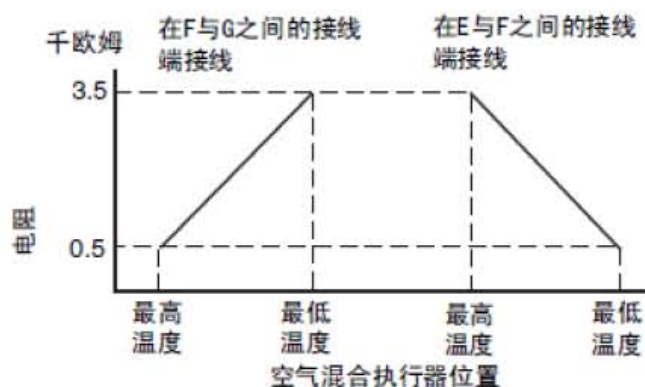 千欧姆
在F与G之间的接线
端接线
在E与F之间的接线
端接线
3.5
电阻
0.5
最高
温度
最低
温度
最高
温度
最低
温度
空气混合执行器位置